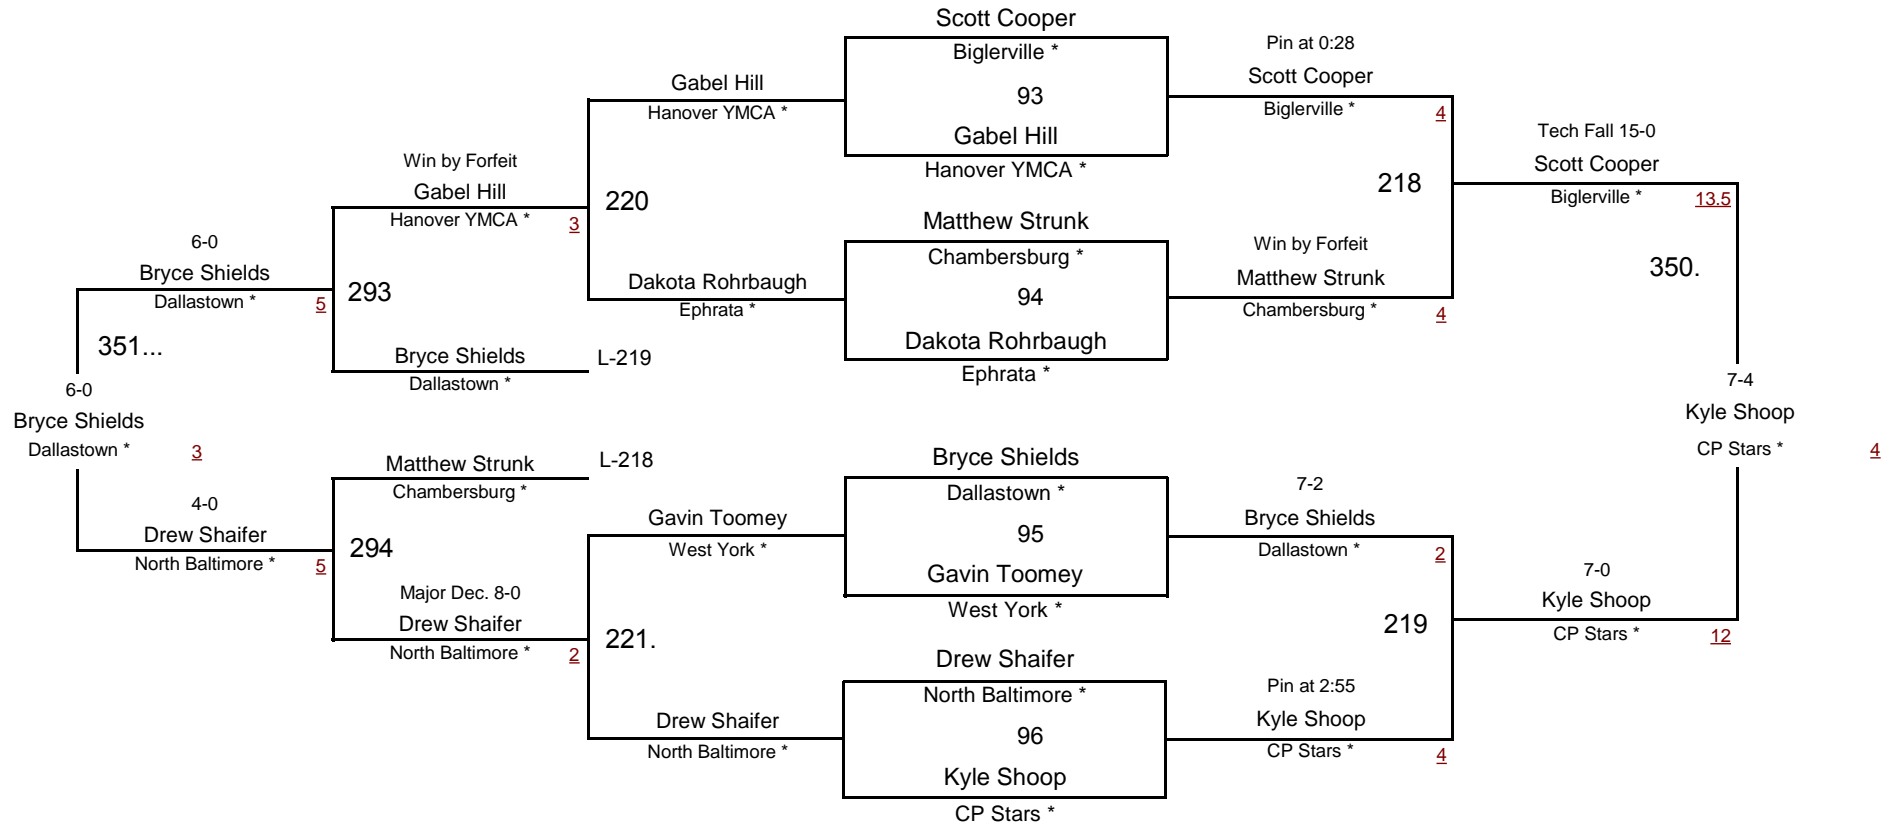 Scott Cooper
Biglerville *
93
Gabel Hill
Hanover YMCA *
Matthew Strunk
Chambersburg *
94
Dakota Rohrbaugh
Ephrata *
Bryce Shields
Dallastown *
95
Gavin Toomey
West York *
Drew Shaifer
North Baltimore *
96
Kyle Shoop
CP Stars *
Pin at 0:28
Scott Cooper
Biglerville *
4
218
Win by Forfeit
Matthew Strunk
Chambersburg *
4
7-2
Bryce Shields
Dallastown *
2
219
Pin at 2:55
Kyle Shoop
CP Stars *
4
Tech Fall 15-0
Scott Cooper
Biglerville *
13.5
350.
7-0
Kyle Shoop
CP Stars *
12
7-4
Kyle Shoop
CP Stars *
4
Gabel Hill
Hanover YMCA *
220
Dakota Rohrbaugh
Ephrata *
Gavin Toomey
West York *
221.
Drew Shaifer
North Baltimore *
Win by Forfeit
Gabel Hill
Hanover YMCA *
3
293
Bryce Shields
L-219
Dallastown *
Matthew Strunk
L-218
Chambersburg *
294
Major Dec. 8-0
Drew Shaifer
North Baltimore *
2
6-0
Bryce Shields
Dallastown *
5
351...
4-0
Drew Shaifer
North Baltimore *
5
6-0
Bryce Shields
Dallastown *
3